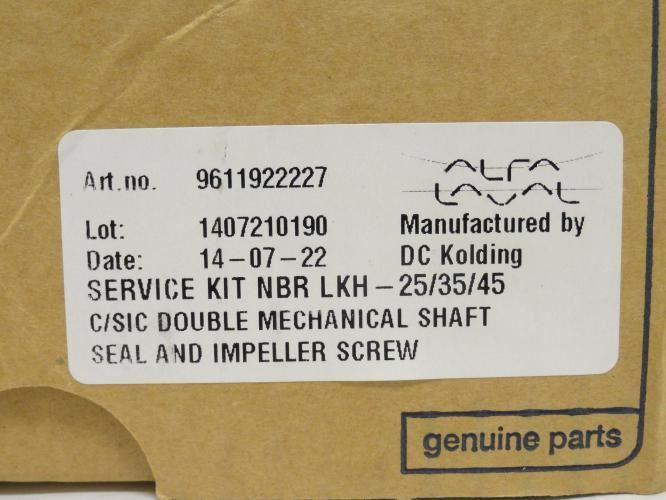 Art.no. 9611922227
ALFA
LAVAL
Lot: 1407210190 Manufactured by
Date: 14-07-22 DC Kolding
SERVICE KIT NBR LKH-25/35/45
C/SIC DOUBLE MECHANICAL SHAFT
SEAL AND IMPELLER SCREW
genuine parts